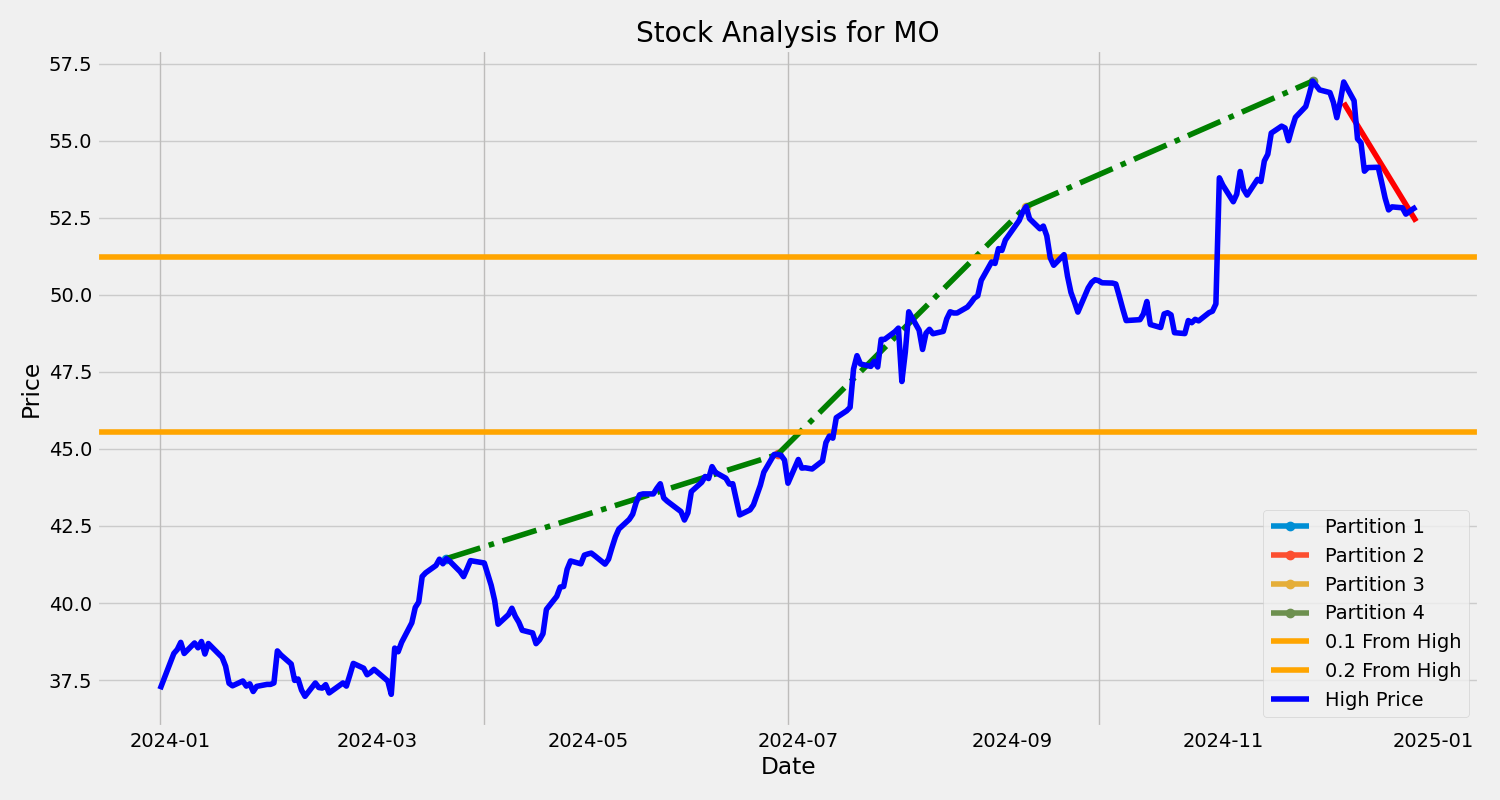 Stock Analysis for MO
Price
57.5
55.0
52.5
50.0
47.5
45.0
42.5
40.0
37.5
2024-01
2024-03
2024-05
2024-07
2024-09
2024-11
2025-01
Date
Partition 1
Partition 2
Partition 3
Partition 4
0.1 From High
0.2 From High
High Price